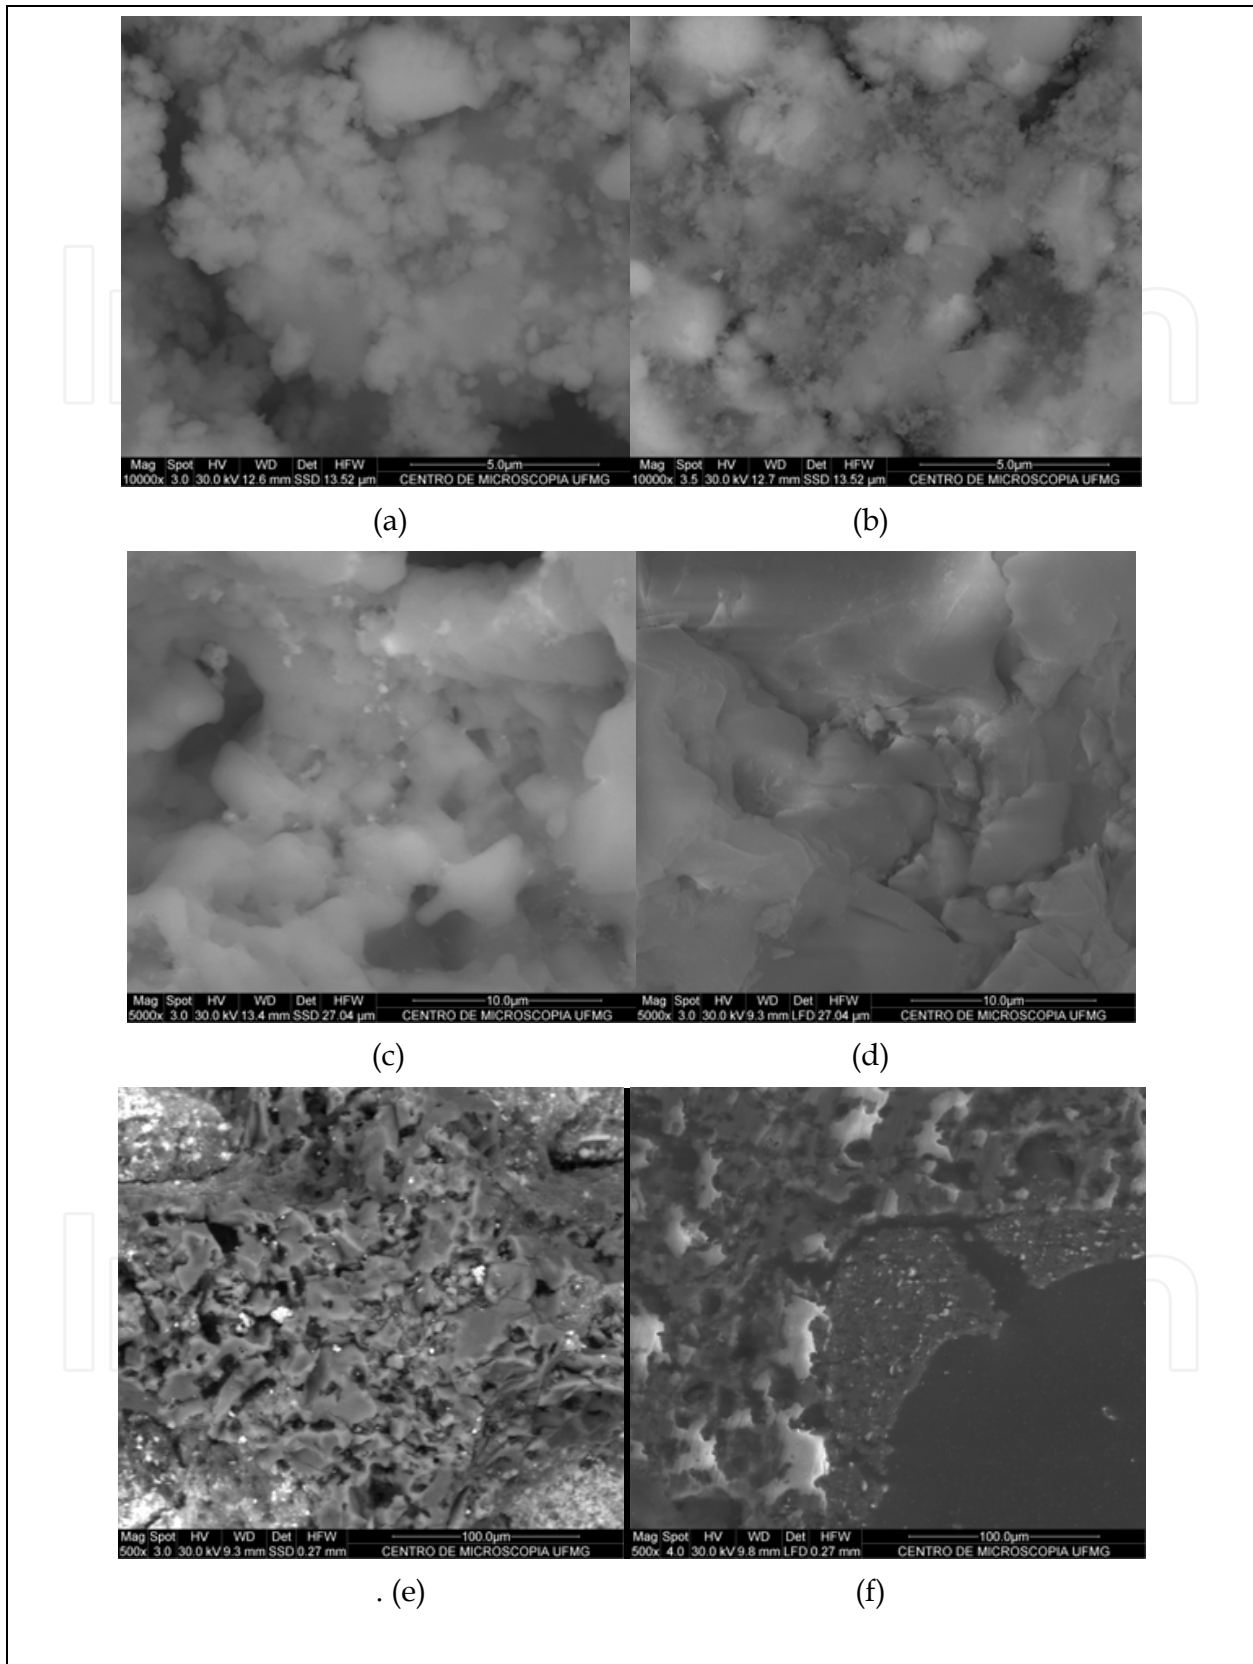 Mag Spot HV WD Det HFW 5.0µm
10000x 3.0 30.0 kV 12.6 mm SSD 13.52 µm CENTRO DE MICROSCOPIA UFMG
Mag Spot HV WD Det HFW 5.0µm
10000x 3.5 30.0 kV 12.7 mm SSD 13.52 µm CENTRO DE MICROSCOPIA UFMG
(a) (b)
Mag Spot HV WD Det HFW 10.0µm
5000x 3.0 30.0 kV 13.4 mm SSD 27.04 µm CENTRO DE MICROSCOPIA UFMG
Mag Spot HV WD Det HFW 10.0µm
5000x 3.0 30.0 kV 9.3 mm LFD 27.04 µm CENTRO DE MICROSCOPIA UFMG
(c) (d)
Mag Spot HV WD Det HFW 100.0µm
500x 3.0 30.0 kV 9.3 mm SSD 0.27 mm CENTRO DE MICROSCOPIA UFMG
Mag Spot HV WD Det HFW 100.0µm
500x 4.0 30.0 kV 9.8 mm LFD 0.27 mm CENTRO DE MICROSCOPIA UFMG
. (e) (f)